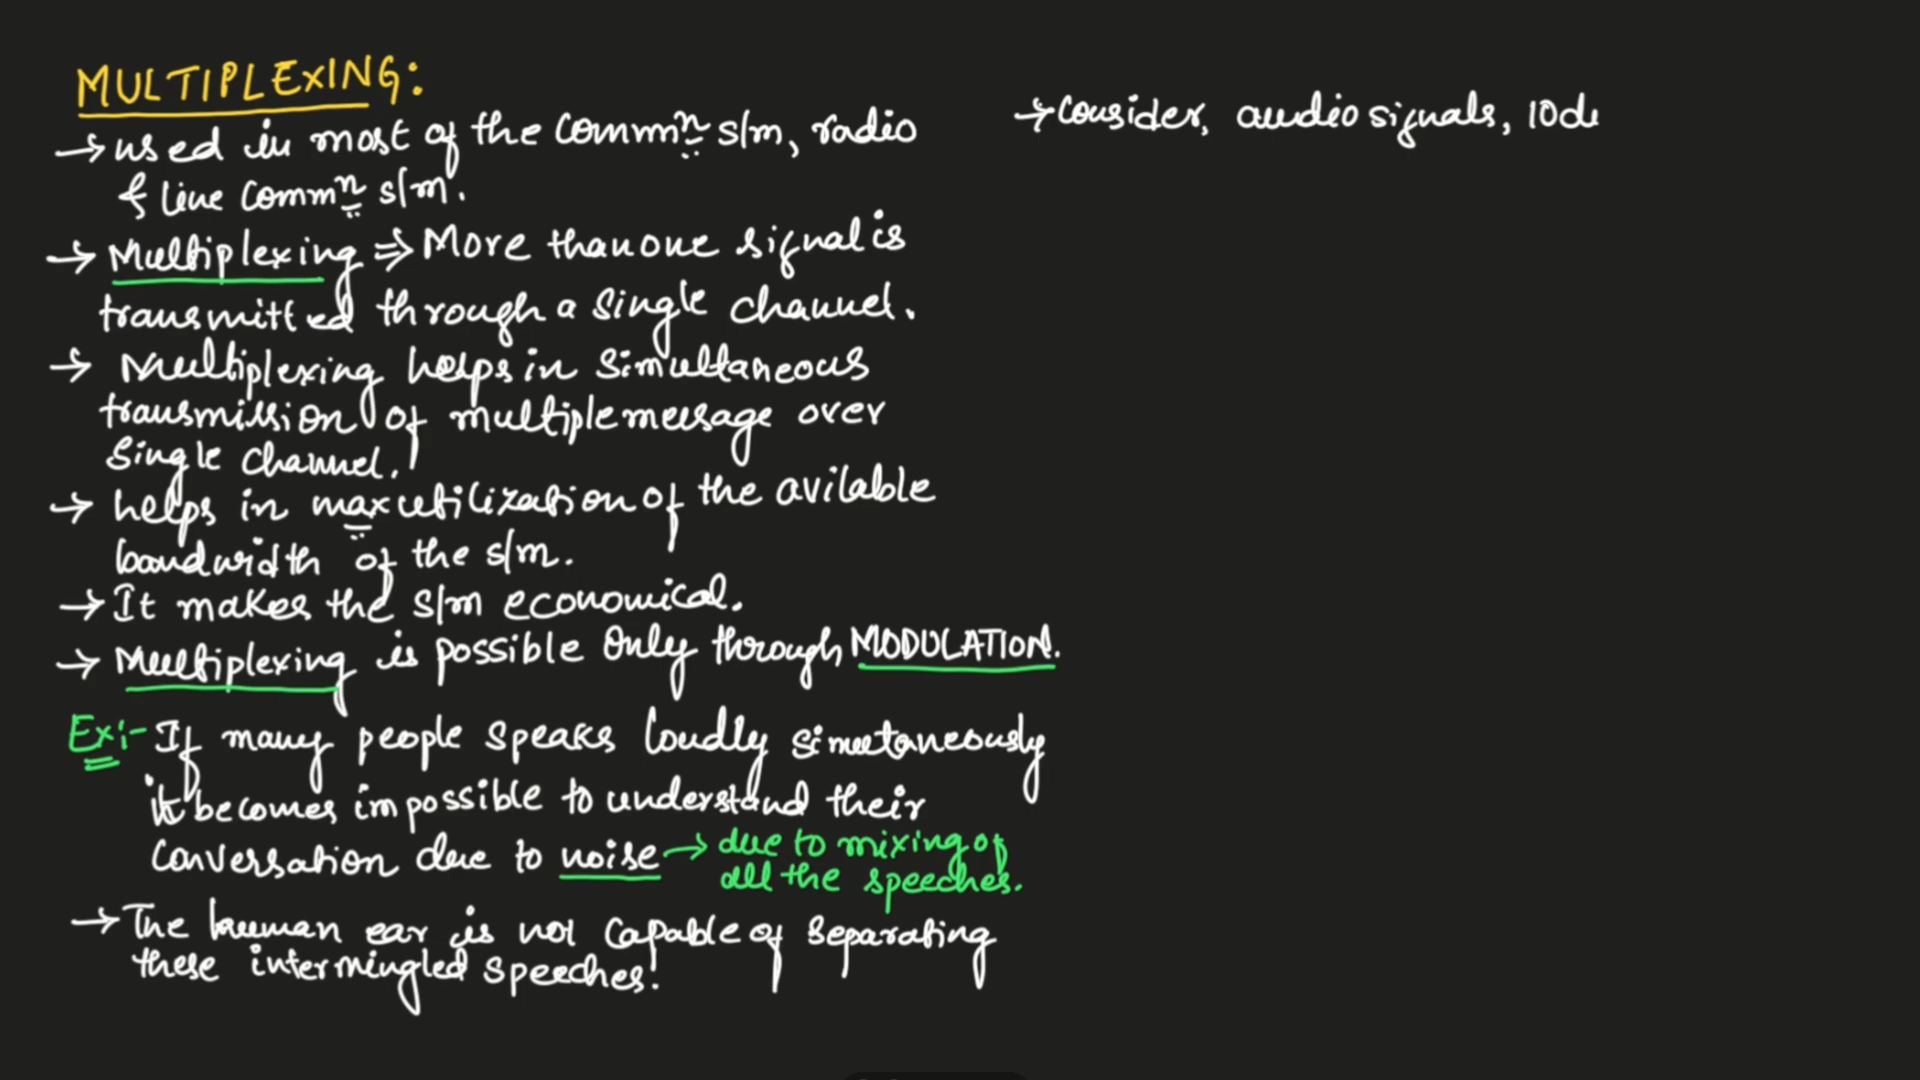 MULTIPLEXING:
→ used in most of the Commⁿ s/m, radio
& line Commⁿ s/m.
→ Multiplexing ⇒ More than one signal is
transmitted through a single channel.
→ Multiplexing helps in simultaneous
transmission of multiple message over
single channel.
→ helps in max utilization of the avilable
bandwidth of the s/m.
→ It makes the s/m economical.
→ Multiplexing is possible only through MODULATION.
Ex:- If many people speaks loudly simultaneously
it becomes impossible to understand their
conversation due to noise → due to mixing of
all the speeches.
→ The human ear is not capable of separating
these intermingled speeches.
→ consider, audio signals, 10